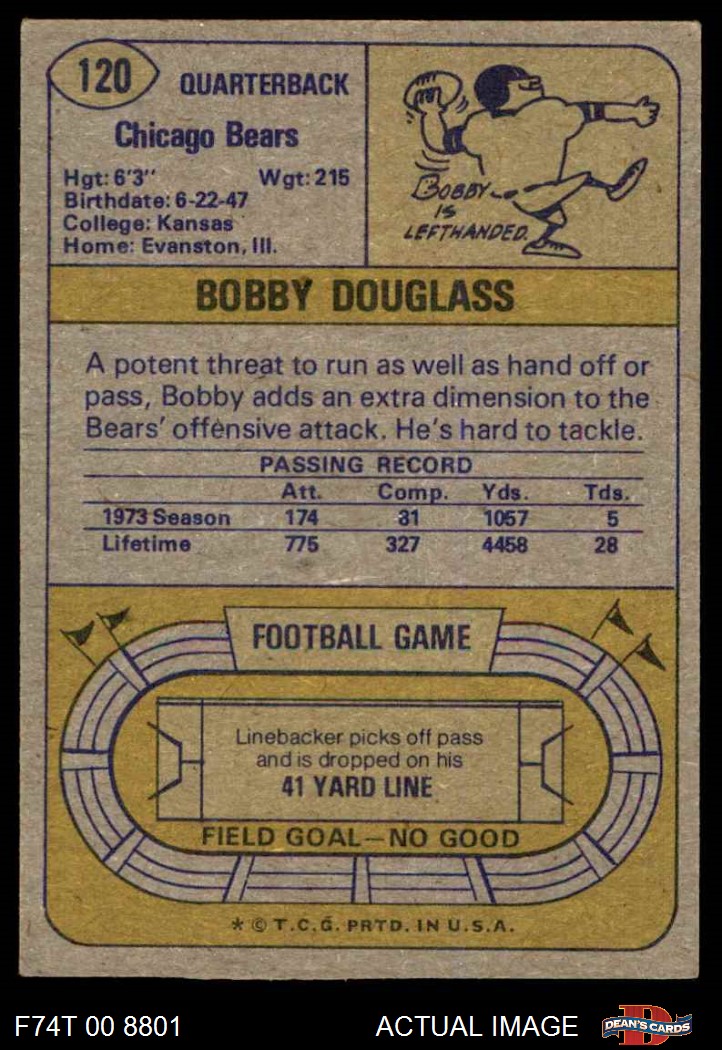 120
QUARTERBACK
Chicago Bears
Hgt: 6'3" Wgt: 215
Birthdate: 6-22-47
College: Kansas
Home: Evanston, Ill.
BOBBY
IS
LEFTHANDED.
BOBBY DOUGLASS
A potent threat to run as well as hand off or
pass, Bobby adds an extra dimension to the
Bears' offensive attack. He's hard to tackle.
PASSING RECORD
Att. Comp. Yds. Tds.
1973 Season 174 81 1057 5
Lifetime 775 327 4458 28
FOOTBALL GAME
Linebacker picks off pass
and is dropped on his
41 YARD LINE
FIELD GOAL—NO GOOD
* © T.C.G. PRTD. IN U.S.A.
F74T 00 8801 ACTUAL IMAGE
D
DEAN'S CARDS